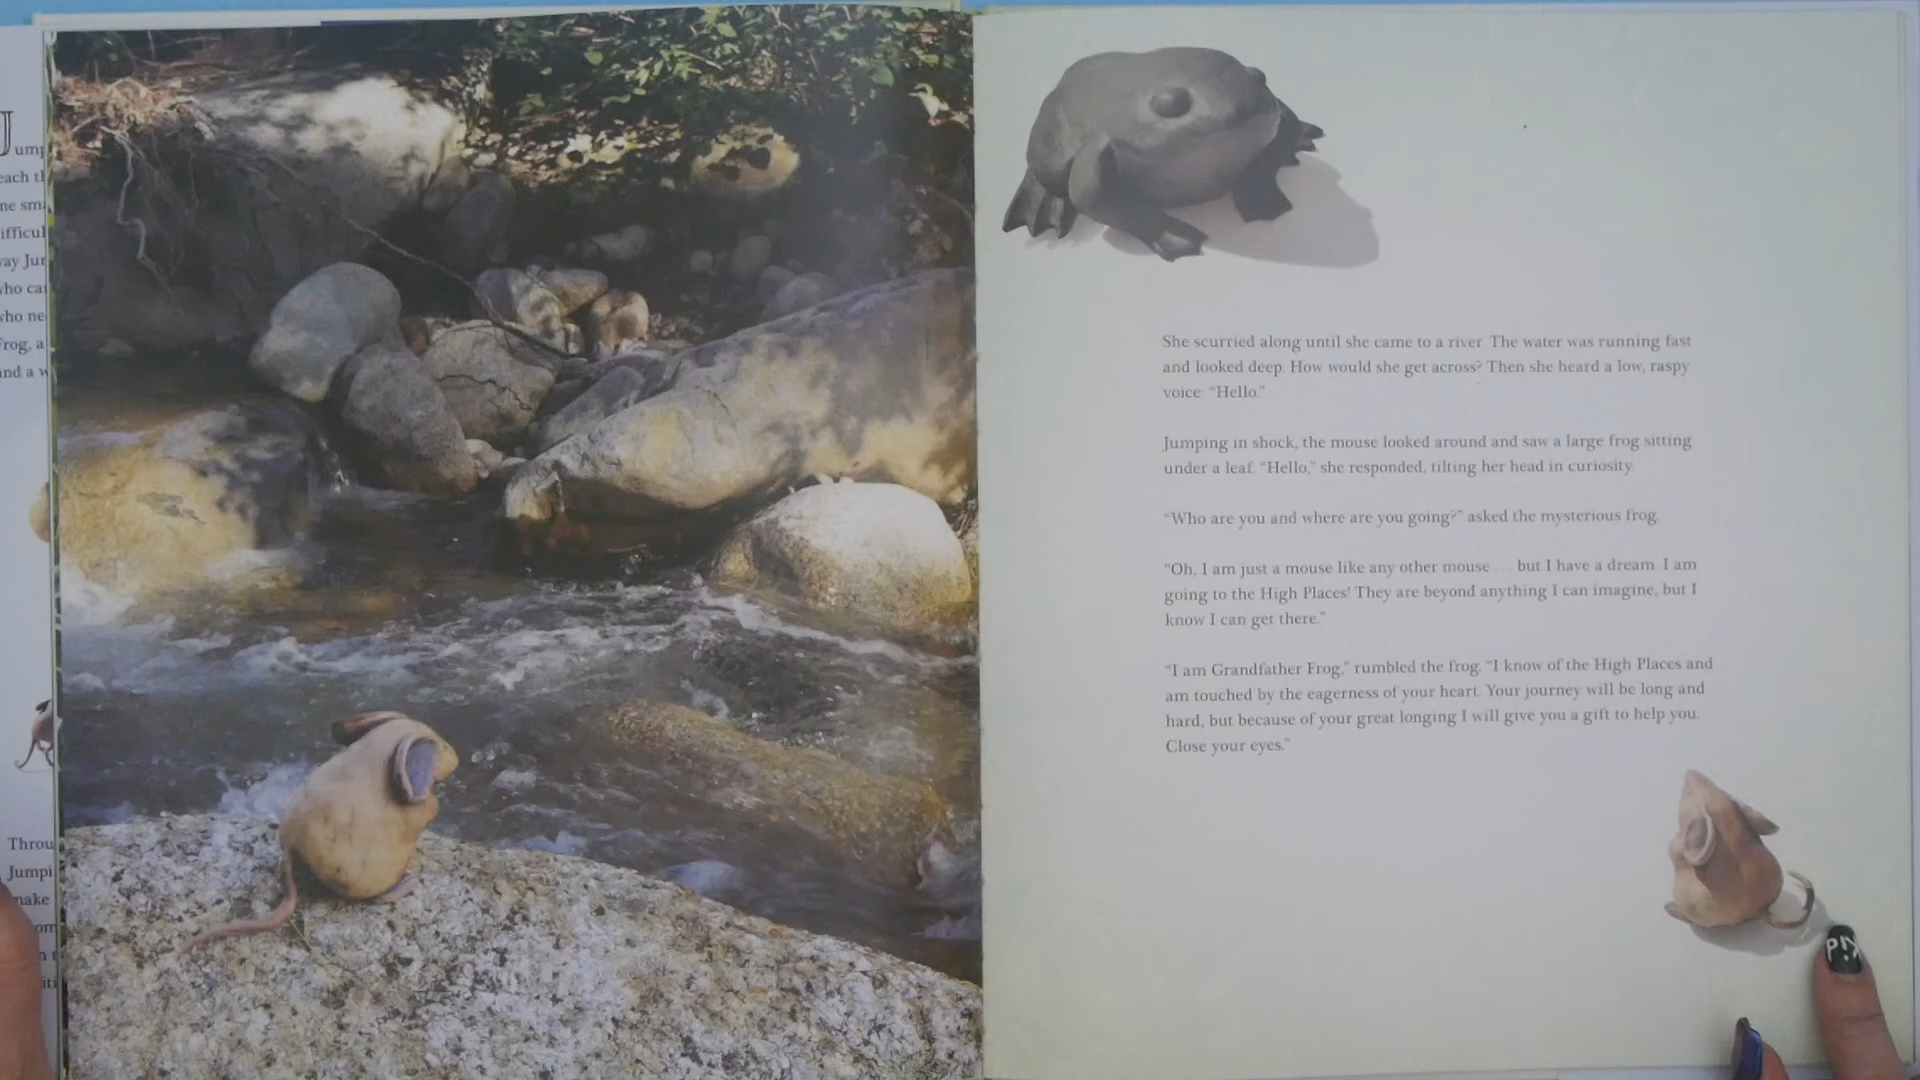 She scurried along until she came to a river. The water was running fast
and looked deep. How would she get across? Then she heard a low, raspy
voice: “Hello.”
Jumping in shock, the mouse looked around and saw a large frog sitting
under a leaf. “Hello,” she responded, tilting her head in curiosity.
“Who are you and where are you going?” asked the mysterious frog.
“Oh, I am just a mouse like any other mouse . . . but I have a dream. I am
going to the High Places! They are beyond anything I can imagine, but I
know I can get there.”
“I am Grandfather Frog,” rumbled the frog. “I know of the High Places and
am touched by the eagerness of your heart. Your journey will be long and
hard, but because of your great longing I will give you a gift to help you.
Close your eyes.”